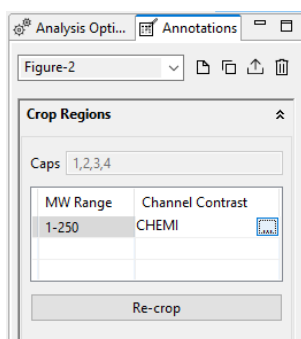 Analysis Opti... Annotations
Figure-2
Crop Regions
Caps 1,2,3,4
MW Range Channel Contrast
1-250 CHEMI ...
Re-crop